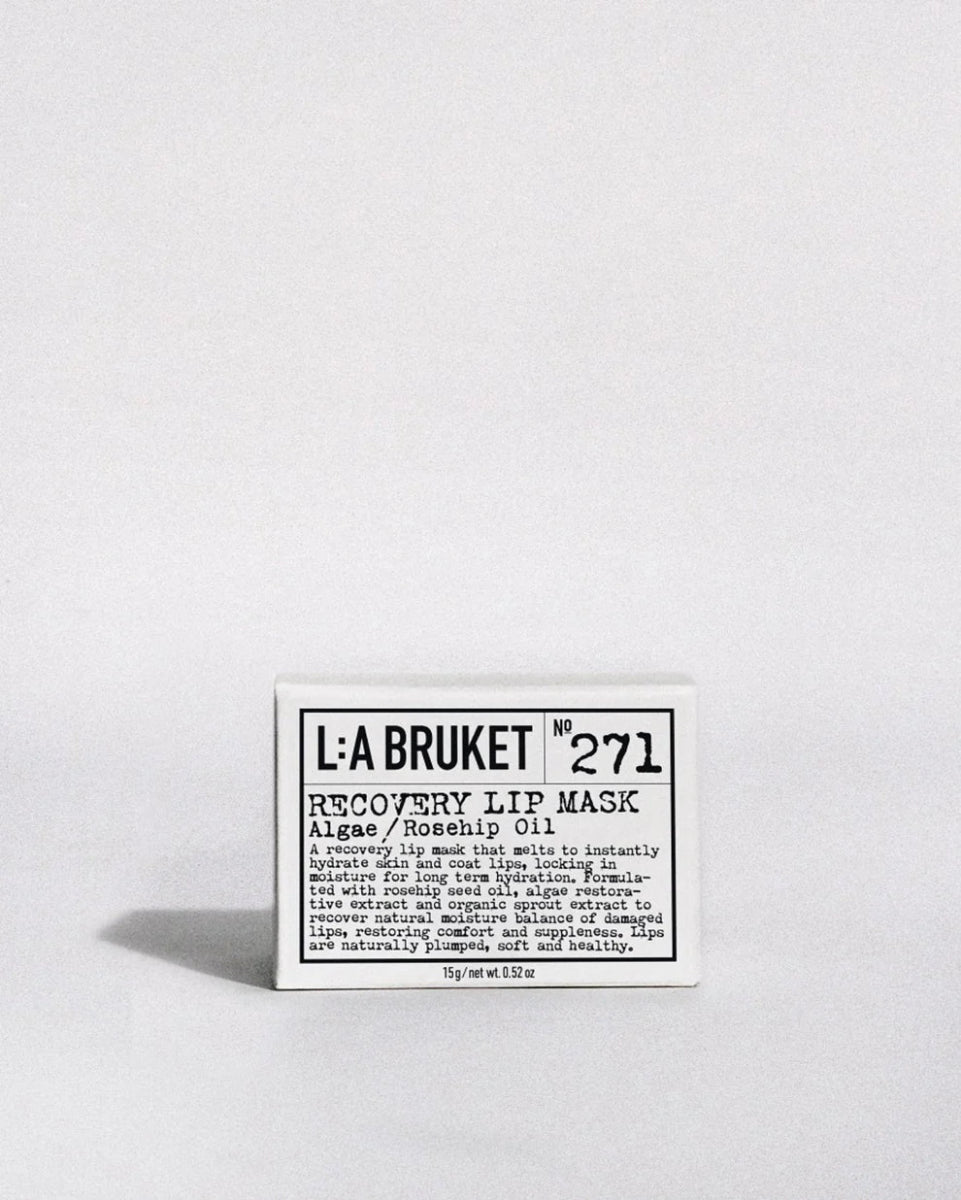 L:A BRUKET
Nº 271
RECOVERY LIP MASK
Algae/Rosehip Oil
A recovery lip mask that melts to instantly
hydrate skin and coat lips, locking in
moisture for long term hydration. Formula-
ted with rosehip seed oil, algae restora-
tive extract and organic sprout extract to
recover natural moisture balance of damaged
lips, restoring comfort and suppleness. Lips
are naturally plumped, soft and healthy.
15g/net wt. 0.52 oz